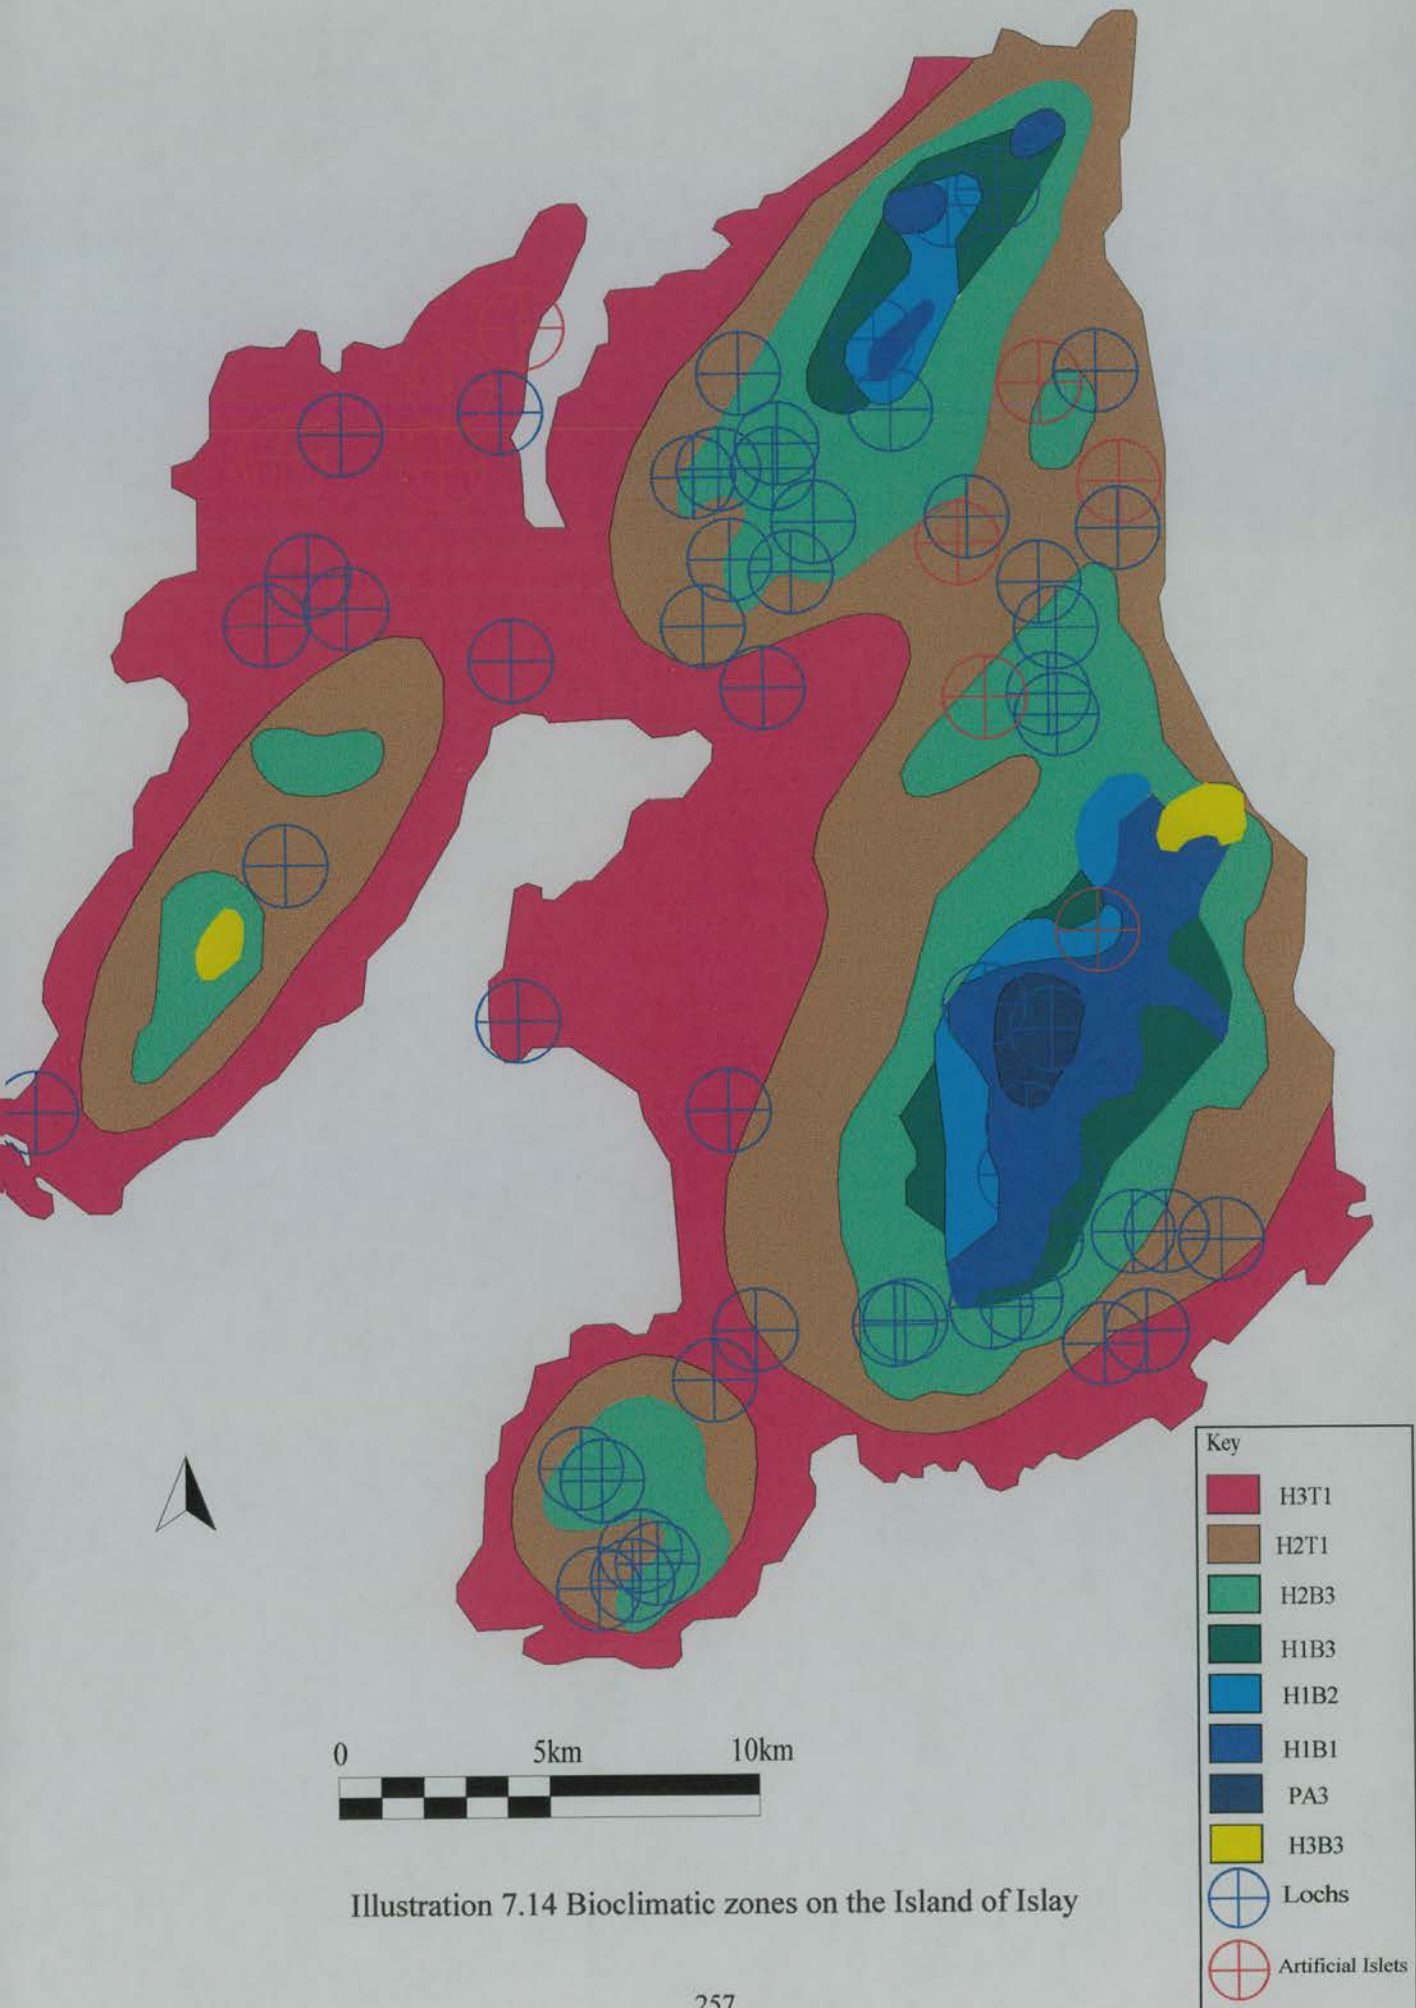 Key
H3T1
H2T1
H2B3
H1B3
H1B2
H1B1
PA3
H3B3
Lochs
Artificial Islets
0 5km 10km
Illustration 7.14 Bioclimatic zones on the Island of Islay
257